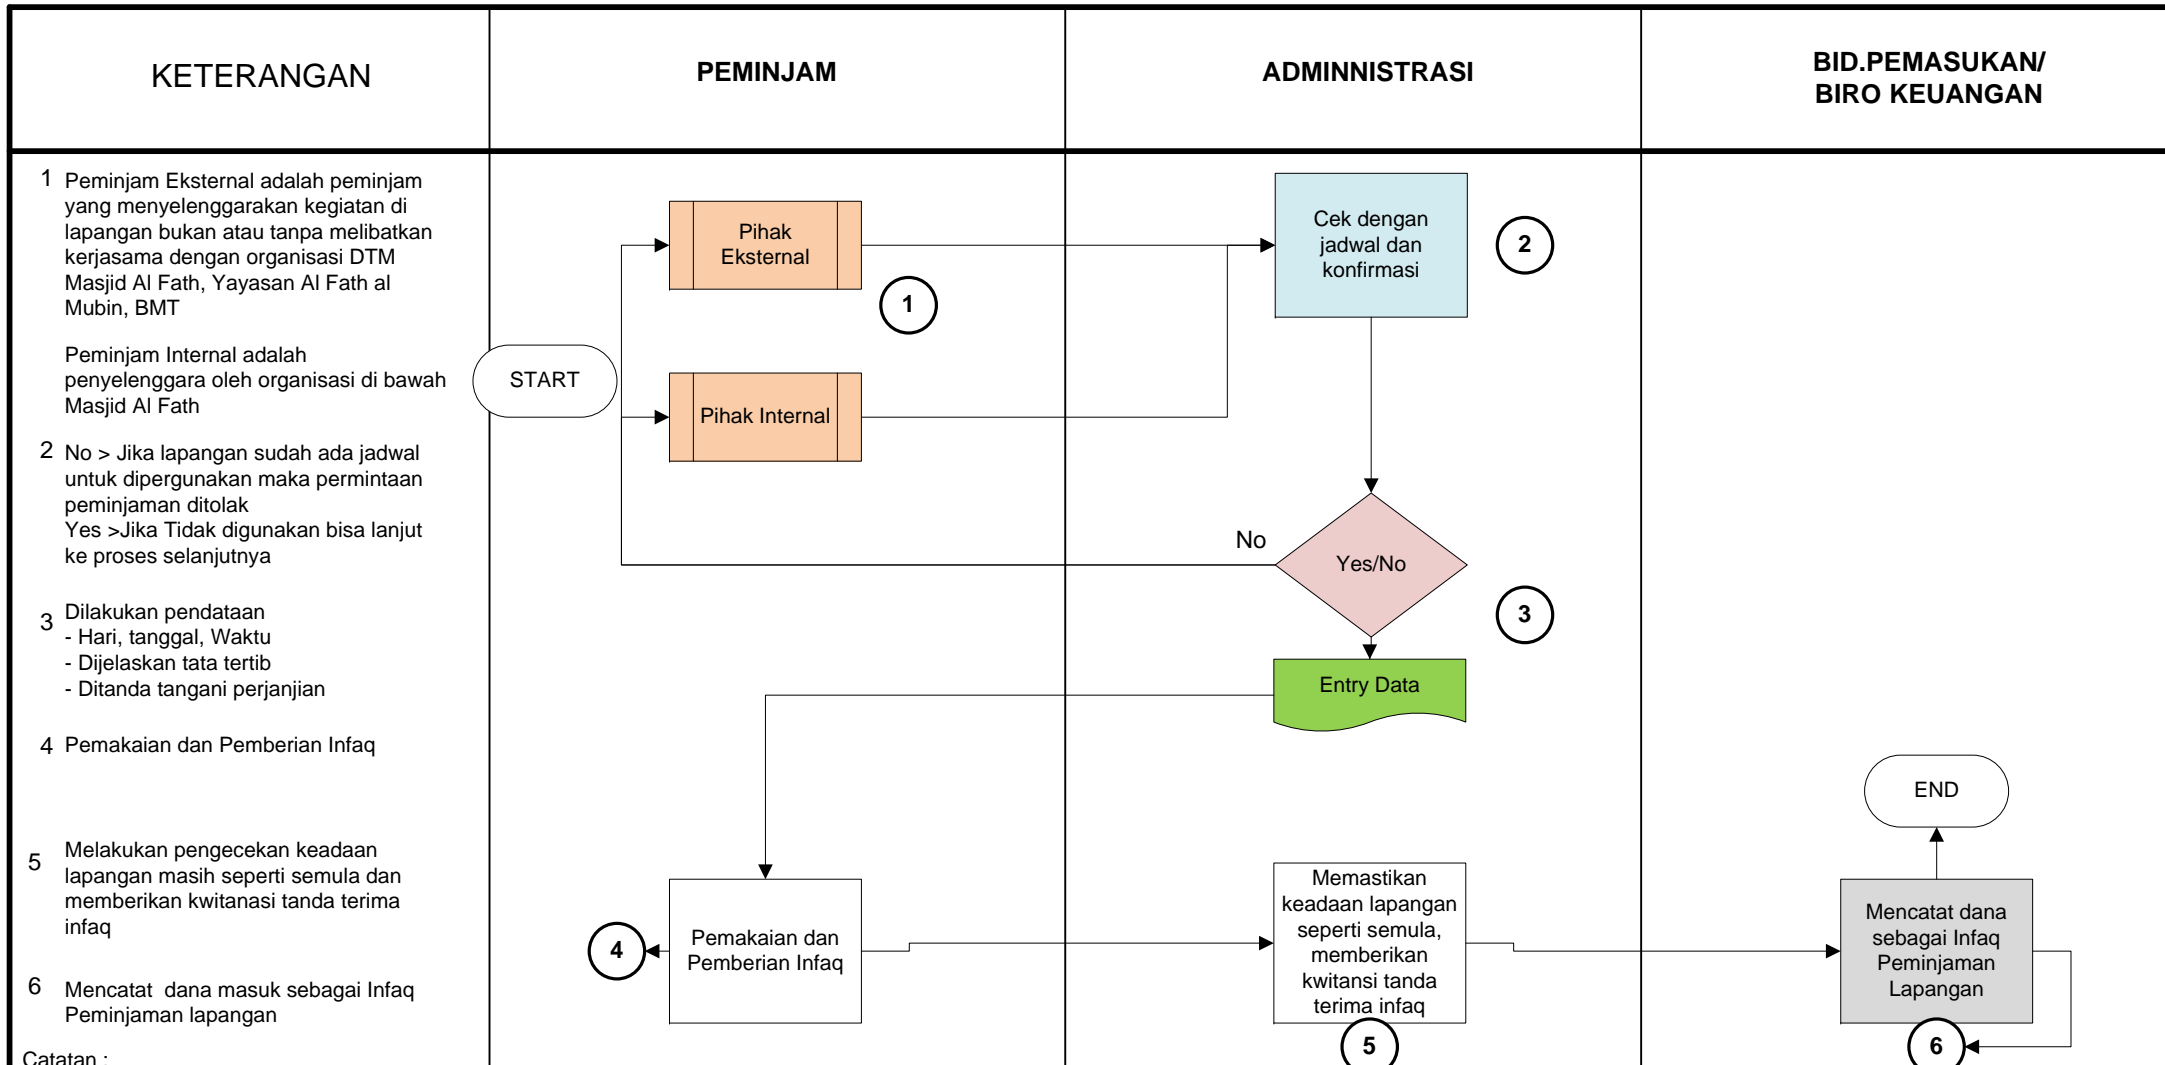 KETERANGAN
PEMINJAM
ADMINNISTRASI
BID.PEMASUKAN/
BIRO KEUANGAN
1 Peminjam Eksternal adalah peminjam
yang menyelenggarakan kegiatan di
lapangan bukan atau tanpa melibatkan
kerjasama dengan organisasi DTM
Masjid Al Fath, Yayasan Al Fath al
Mubin, BMT
Peminjam Internal adalah
penyelenggara oleh organisasi di bawah
Masjid Al Fath
2 No > Jika lapangan sudah ada jadwal
untuk dipergunakan maka permintaan
peminjaman ditolak
Yes >Jika Tidak digunakan bisa lanjut
ke proses selanjutnya
3 Dilakukan pendataan
- Hari, tanggal, Waktu
- Dijelaskan tata tertib
- Ditanda tangani perjanjian
4 Pemakaian dan Pemberian Infaq
5 Melakukan pengecekan keadaan
lapangan masih seperti semula dan
memberikan kwitanasi tanda terima
infaq
6 Mencatat dana masuk sebagai Infaq
Peminjaman lapangan
Catatan :
START
Pihak
Eksternal
1
Pihak Internal
Cek dengan
jadwal dan
konfirmasi
2
No
Yes/No
3
Entry Data
4
Pemakaian dan
Pemberian Infaq
Memastikan
keadaan lapangan
seperti semula,
memberikan
kwitansi tanda
terima infaq
5
END
Mencatat dana
sebagai Infaq
Peminjaman
Lapangan
6